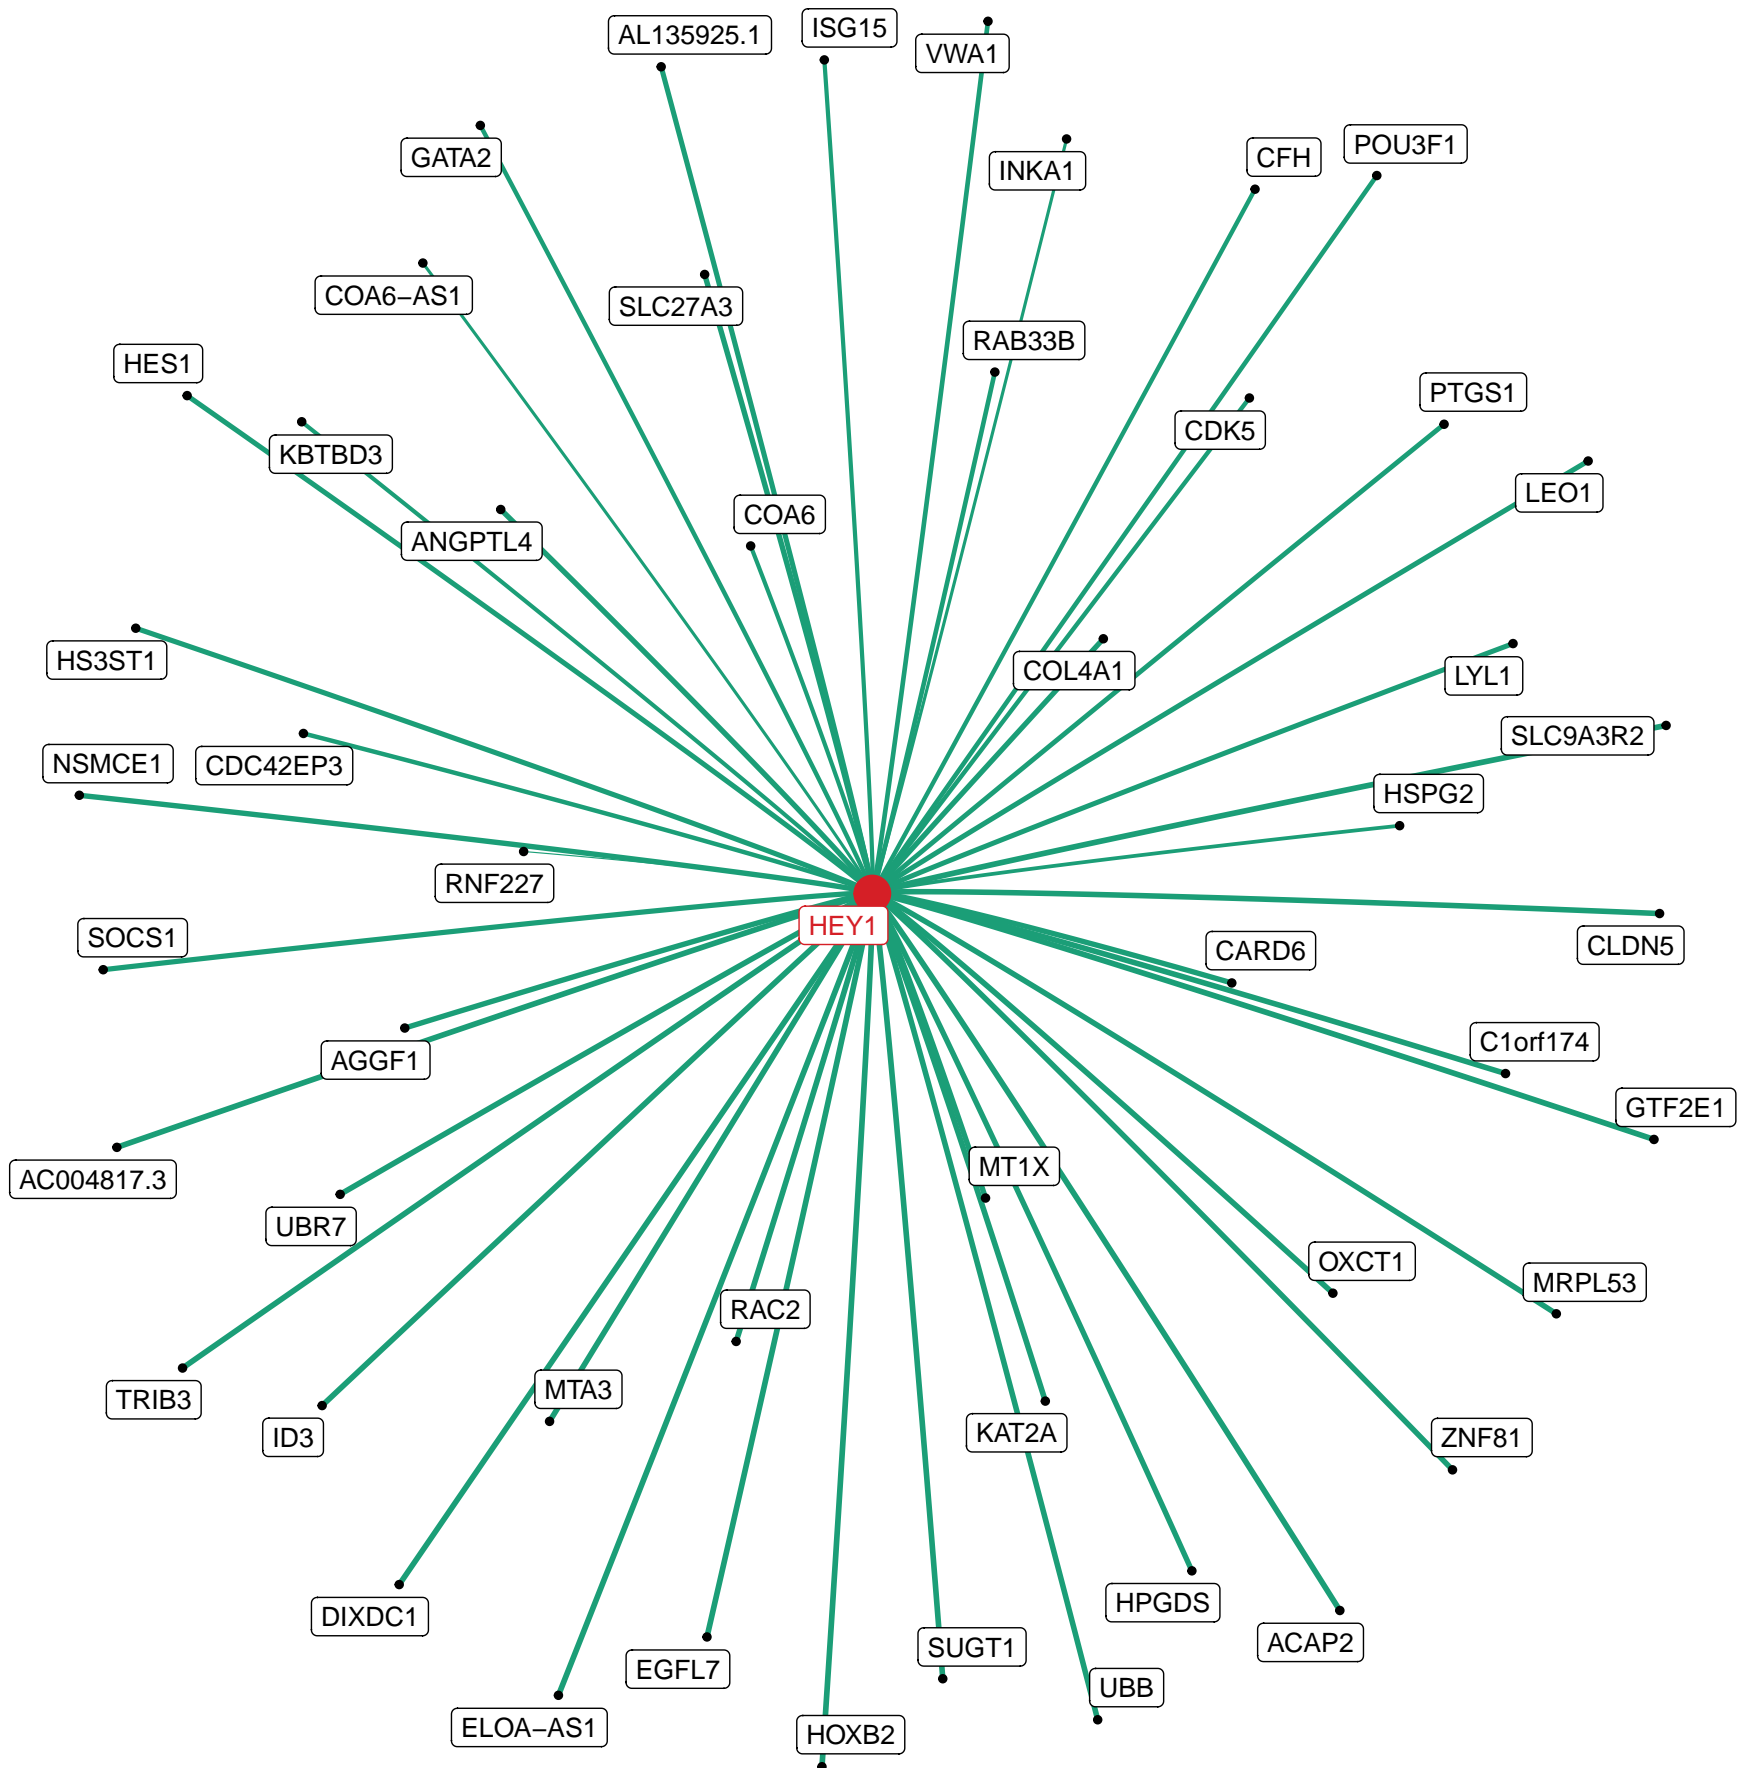 ISG15
AL135925.1
VWA1
POU3F1
GATA2
CFH
INKA1
COA6−AS1
SLC27A3
RAB33B
HES1
PTGS1
CDK5
KBTBD3
LEO1
COA6
ANGPTL4
HS3ST1
COL4A1
LYL1
SLC9A3R2
NSMCE1
CDC42EP3
HSPG2
RNF227
HEY1
SOCS1
CLDN5
CARD6
C1orf174
AGGF1
GTF2E1
MT1X
AC004817.3
UBR7
OXCT1
MRPL53
RAC2
MTA3
TRIB3
KAT2A
ID3
ZNF81
HPGDS
DIXDC1
ACAP2
SUGT1
EGFL7
UBB
ELOA−AS1
HOXB2